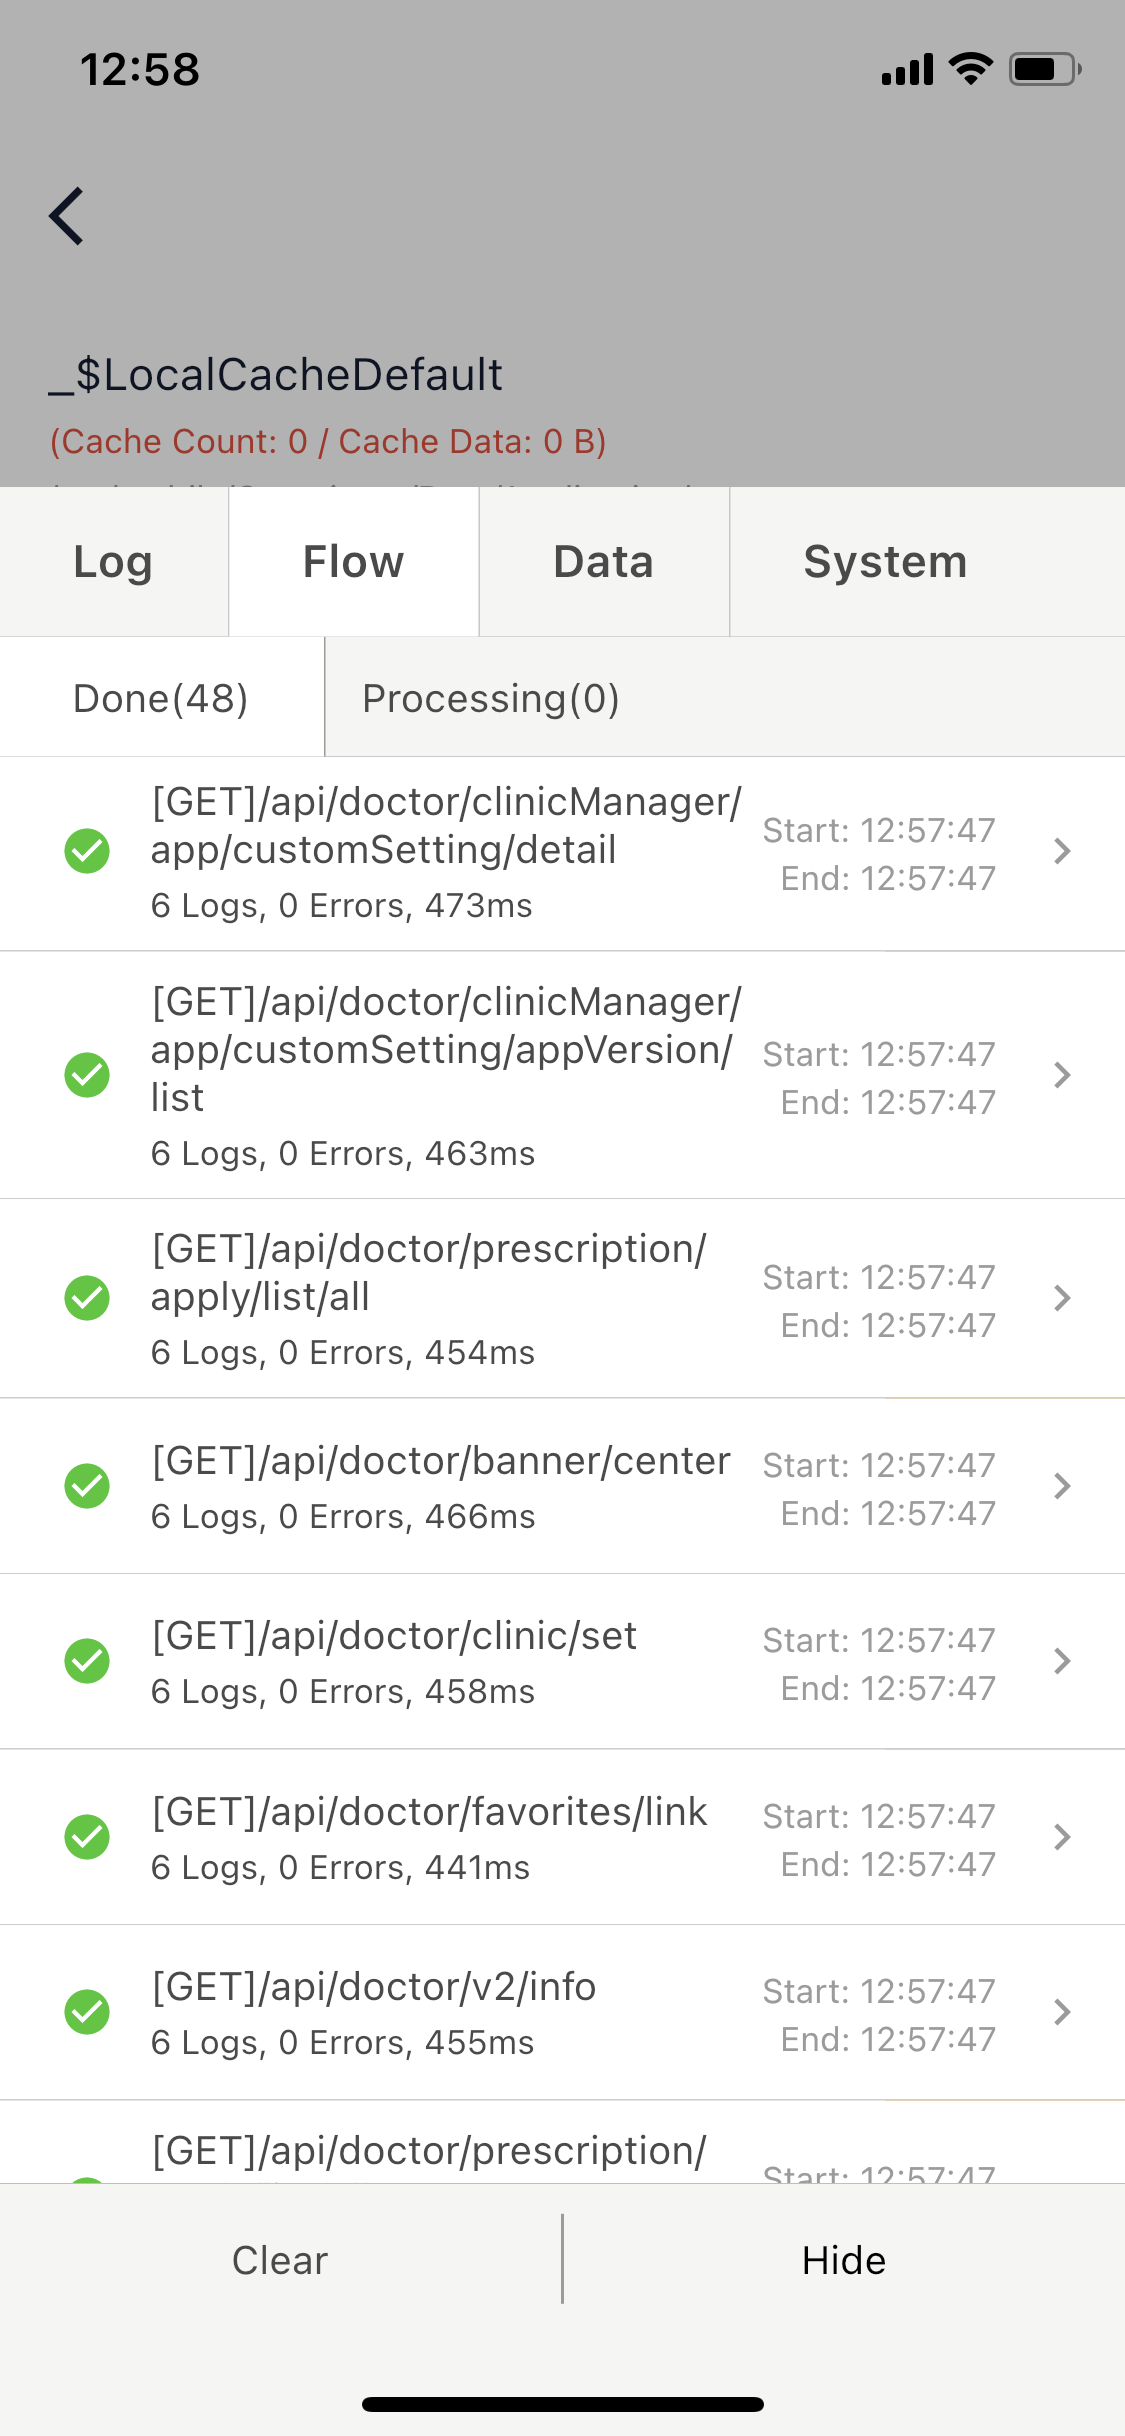 12:58
_$LocalCacheDefault
(Cache Count: 0 / Cache Data: 0 B)
Log
Flow
Data
System
Done(48)
Processing(0)
[GET]/api/doctor/clinicManager/
app/customSetting/detail
6 Logs, 0 Errors, 473ms
Start: 12:57:47
End: 12:57:47
[GET]/api/doctor/clinicManager/
app/customSetting/appVersion/
list
6 Logs, 0 Errors, 463ms
Start: 12:57:47
End: 12:57:47
[GET]/api/doctor/prescription/
apply/list/all
6 Logs, 0 Errors, 454ms
Start: 12:57:47
End: 12:57:47
[GET]/api/doctor/banner/center
6 Logs, 0 Errors, 466ms
Start: 12:57:47
End: 12:57:47
[GET]/api/doctor/clinic/set
6 Logs, 0 Errors, 458ms
Start: 12:57:47
End: 12:57:47
[GET]/api/doctor/favorites/link
6 Logs, 0 Errors, 441ms
Start: 12:57:47
End: 12:57:47
[GET]/api/doctor/v2/info
6 Logs, 0 Errors, 455ms
Start: 12:57:47
End: 12:57:47
[GET]/api/doctor/prescription/
Start: 12:57:47
Clear
Hide